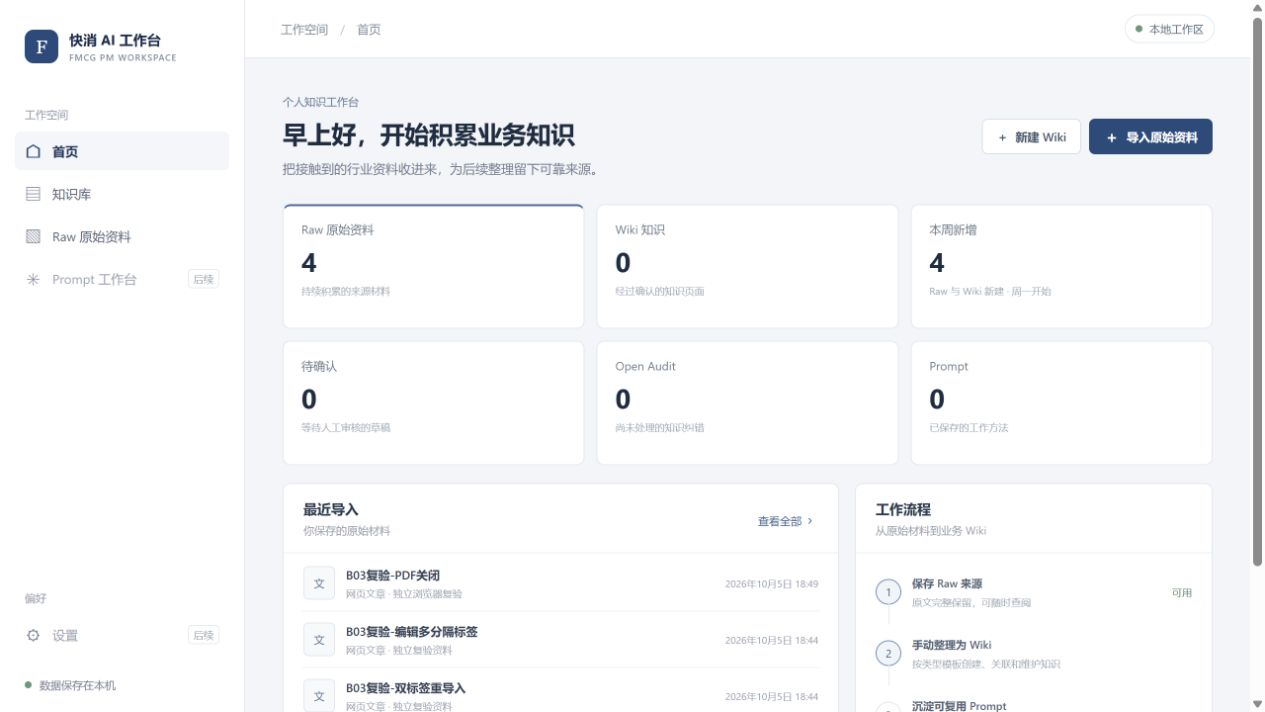 F
快消 AI 工作台
FMCG PM WORKSPACE
工作空间
首页
知识库
Raw 原始资料
Prompt 工作台
后续
偏好
设置
后续
数据保存在本机
工作空间 / 首页
本地工作区
个人知识工作台
早上好，开始积累业务知识
把接触到的行业资料收进来，为后续整理留下可靠来源。
+ 新建 Wiki
+ 导入原始资料
Raw 原始资料
4
持续积累的来源材料
Wiki 知识
0
经过确认的知识页面
本周新增
4
Raw 与 Wiki 新建 · 周一开始
待确认
0
等待人工审核的草稿
Open Audit
0
尚未处理的知识纠错
Prompt
0
已保存的工作方法
最近导入
你保存的原始材料
查看全部 ›
文
B03复验-PDF关闭
网页文章 · 独立浏览器复验
2026年10月5日 18:49
文
B03复验-编辑多分隔标签
网页文章 · 独立复验资料
2026年10月5日 18:44
文
B03复验-双标签重导入
网页文章 · 独立复验资料
2026年10月5日 18:44
工作流程
从原始材料到业务 Wiki
1
保存 Raw 来源
原文完整保留，可随时查阅
可用
2
手动整理为 Wiki
按类型模板创建、关联和维护知识
沉淀可复用 Prompt